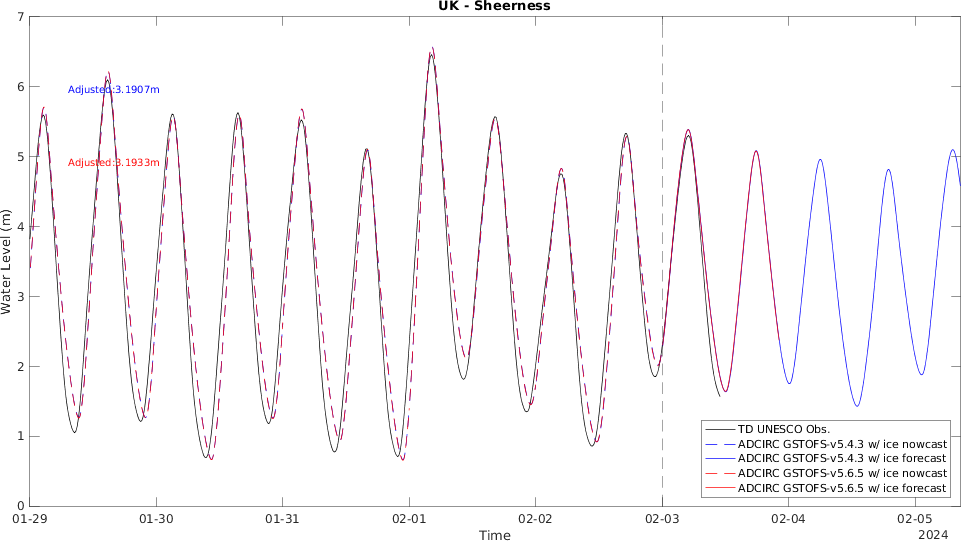 UK - Sheerness
7
6
5
4
3
2
1
0
Water Level (m)
Adjusted:3.1907m
Adjusted:3.1933m
TD UNESCO Obs.
ADCIRC GSTOFS-v5.4.3 w/ ice nowcast
ADCIRC GSTOFS-v5.4.3 w/ ice forecast
ADCIRC GSTOFS-v5.6.5 w/ ice nowcast
ADCIRC GSTOFS-v5.6.5 w/ ice forecast
01-29 01-30 01-31 02-01 02-02 02-03 02-04 02-05
Time
2024